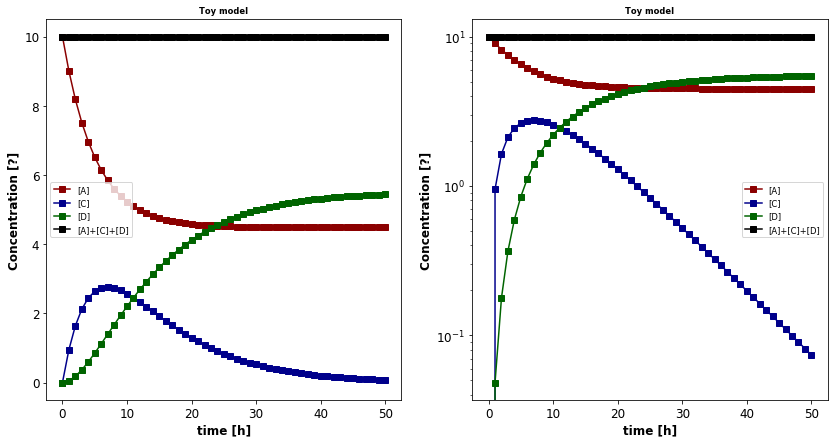 Toy model
Concentration [?]
10
8
6
4
2
0
[A]
[C]
[D]
[A]+[C]+[D]
0 10 20 30 40 50
time [h]
Toy model
Concentration [?]
10¹
10⁰
10⁻¹
[A]
[C]
[D]
[A]+[C]+[D]
0 10 20 30 40 50
time [h]